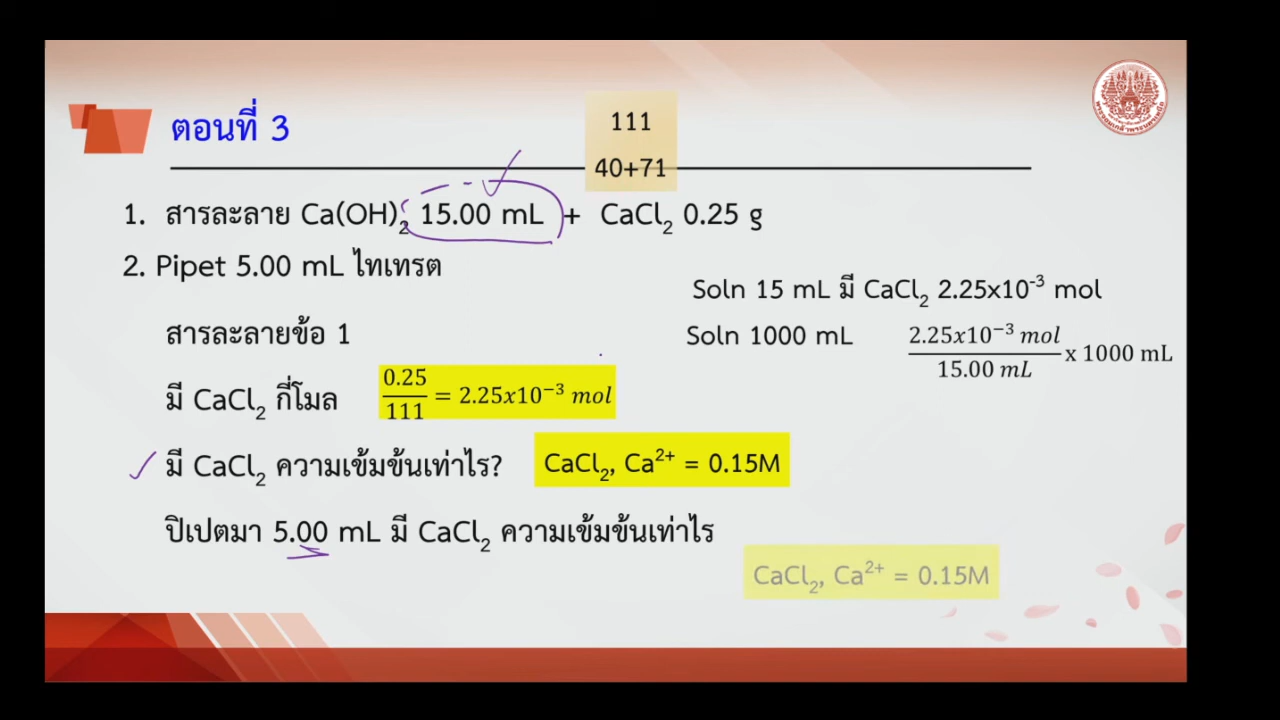 ตอนที่ 3
111
40+71
1. สารละลาย Ca(OH)₂ 15.00 mL + CaCl₂ 0.25 g
2. Pipet 5.00 mL ไทเทรต
Soln 15 mL มี CaCl₂ 2.25x10⁻³ mol
สารละลายข้อ 1
Soln 1000 mL 2.25x10⁻³ mol / 15.00 mL x 1000 mL
มี CaCl₂ กี่โมล 0.25/111 = 2.25x10⁻³ mol
มี CaCl₂ ความเข้มข้นเท่าไร? CaCl₂, Ca²⁺ = 0.15M
ปิเปตมา 5.00 mL มี CaCl₂ ความเข้มข้นเท่าไร
CaCl₂, Ca²⁺ = 0.15M